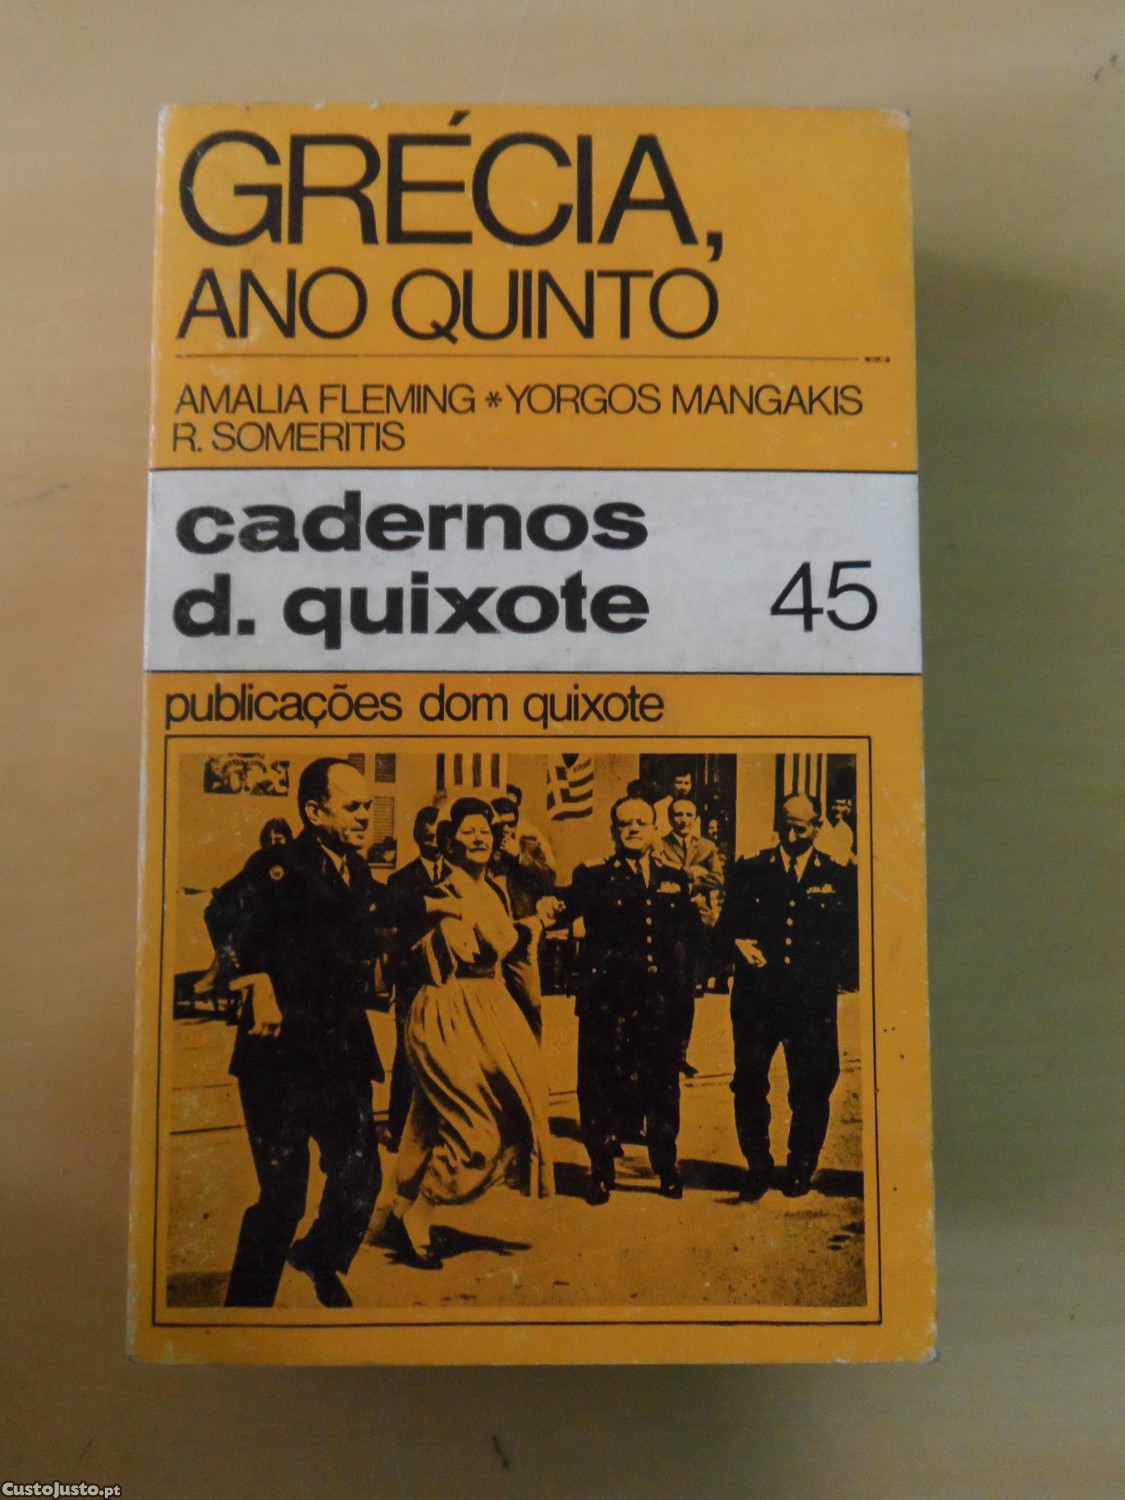 GRÉCIA,
ANO QUINTO
AMALIA FLEMING * YORGOS MANGAKIS
R. SOMERITIS
cadernos
d. quixote 45
publicações dom quixote
CustoJusto.pt